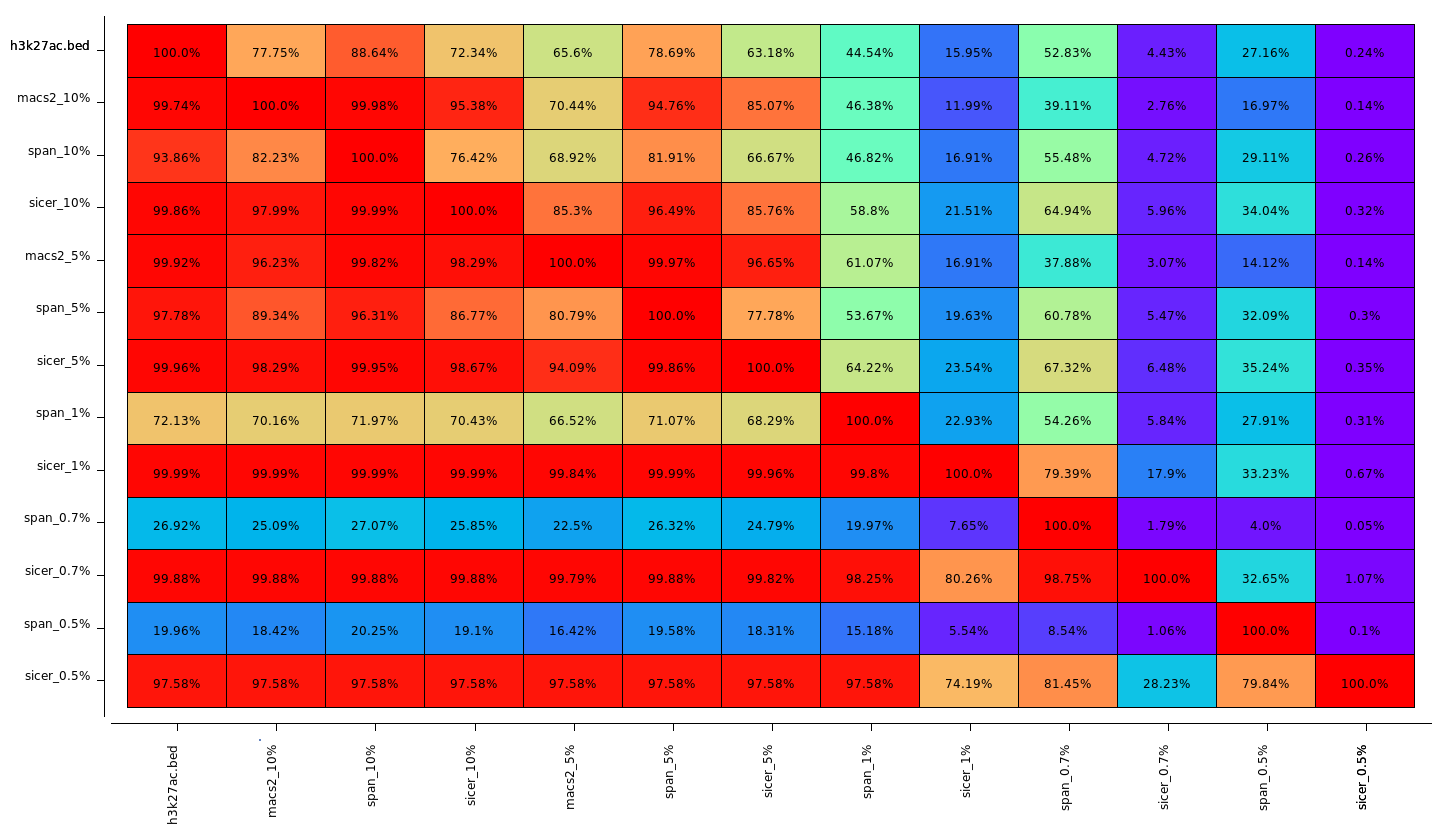 h3k27ac.bed 100.0% 77.75% 88.64% 72.34% 65.6% 78.69% 63.18% 44.54% 15.95% 52.83% 4.43% 27.16% 0.24%
macs2_10% 99.74% 100.0% 99.98% 95.38% 70.44% 94.76% 85.07% 46.38% 11.99% 39.11% 2.76% 16.97% 0.14%
span_10% 93.86% 82.23% 100.0% 76.42% 68.92% 81.91% 66.67% 46.82% 16.91% 55.48% 4.72% 29.11% 0.26%
sicer_10% 99.86% 97.99% 99.99% 100.0% 85.3% 96.49% 85.76% 58.8% 21.51% 64.94% 5.96% 34.04% 0.32%
macs2_5% 99.92% 96.23% 99.82% 98.29% 100.0% 99.97% 96.65% 61.07% 16.91% 37.88% 3.07% 14.12% 0.14%
span_5% 97.78% 89.34% 96.31% 86.77% 80.79% 100.0% 77.78% 53.67% 19.63% 60.78% 5.47% 32.09% 0.3%
sicer_5% 99.96% 98.29% 99.95% 98.67% 94.09% 99.86% 100.0% 64.22% 23.54% 67.32% 6.48% 35.24% 0.35%
span_1% 72.13% 70.16% 71.97% 70.43% 66.52% 71.07% 68.29% 100.0% 22.93% 54.26% 5.84% 27.91% 0.31%
sicer_1% 99.99% 99.99% 99.99% 99.99% 99.84% 99.99% 99.96% 99.8% 100.0% 79.39% 17.9% 33.23% 0.67%
span_0.7% 26.92% 25.09% 27.07% 25.85% 22.5% 26.32% 24.79% 19.97% 7.65% 100.0% 1.79% 4.0% 0.05%
sicer_0.7% 99.88% 99.88% 99.88% 99.88% 99.79% 99.88% 99.82% 98.25% 80.26% 98.75% 100.0% 32.65% 1.07%
span_0.5% 19.96% 18.42% 20.25% 19.1% 16.42% 19.58% 18.31% 15.18% 5.54% 8.54% 1.06% 100.0% 0.1%
sicer_0.5% 97.58% 97.58% 97.58% 97.58% 97.58% 97.58% 97.58% 97.58% 74.19% 81.45% 28.23% 79.84% 100.0%
h3k27ac.bed macs2_10% span_10% sicer_10% macs2_5% span_5% sicer_5% span_1% sicer_1% span_0.7% sicer_0.7% span_0.5% sicer_0.5%